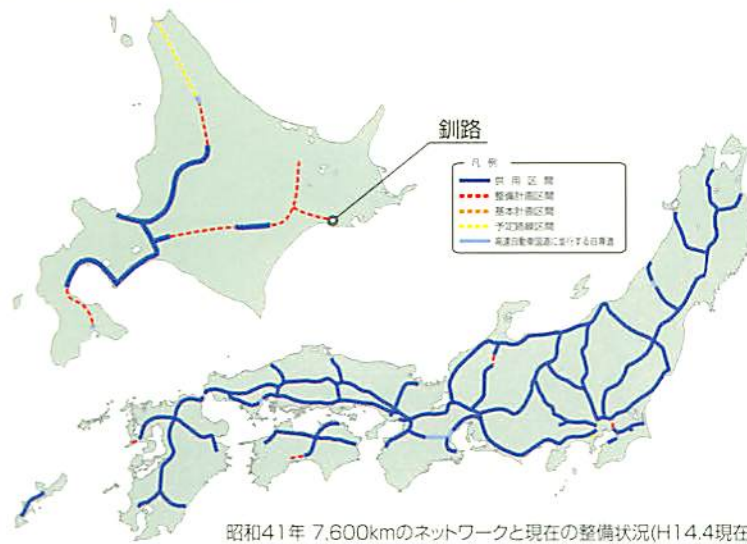 釧路
凡例
供用区間
整備計画区間
基本計画区間
予定路線区間
高速自動車国道に並行する自専道
昭和41年 7,600kmのネットワークと現在の整備状況(H14.4現在